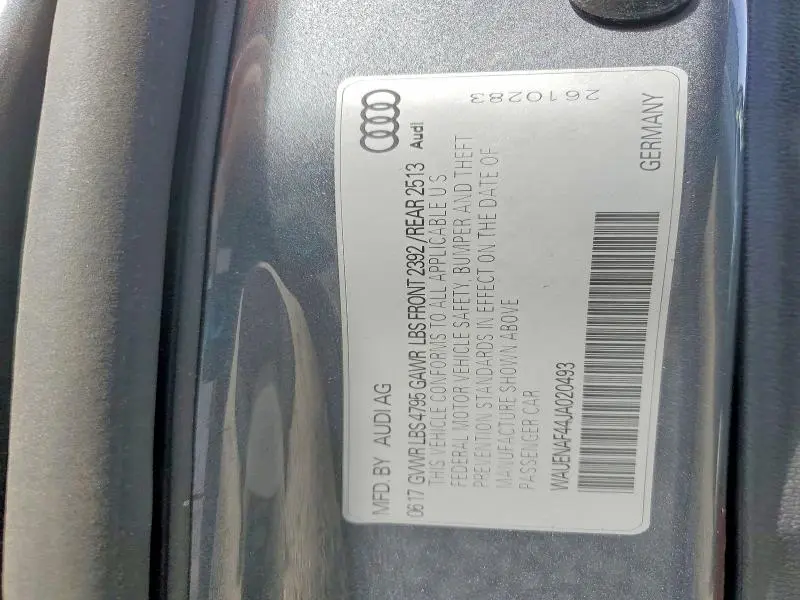 MFD. BY AUDI AG
06 17 GVWR LBS 4795 GAWR LBS FRONT 2392 / REAR 2513
THIS VEHICLE CONFORMS TO ALL APPLICABLE U S
FEDERAL MOTOR VEHICLE SAFETY, BUMPER AND THEFT
PREVENTION STANDARDS IN EFFECT ON THE DATE OF
MANUFACTURE SHOWN ABOVE
PASSENGER CAR
WAUENAF44JA020493
Audi
2610283
GERMANY